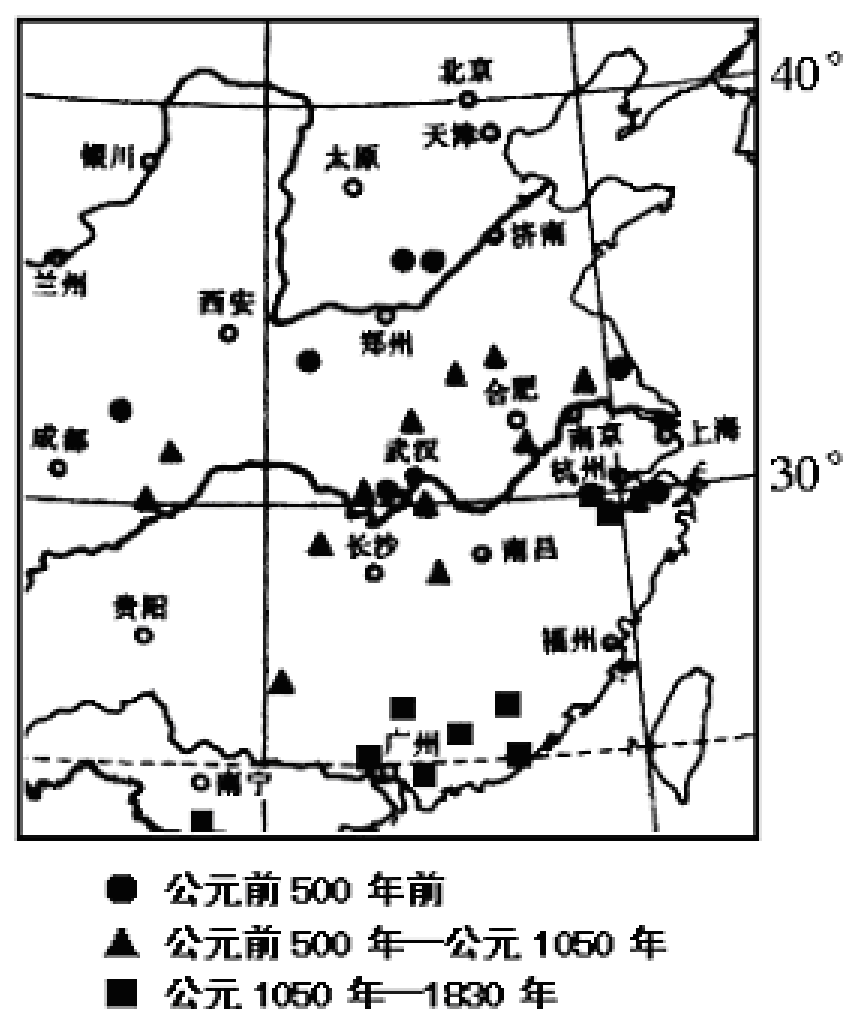 北京
40°
天津
银川
太原
济南
兰州
西安
郑州
合肥
成都
武汉
南京
上海
杭州
30°
长沙
南昌
贵阳
福州
广州
南宁
公元前 500 年前
公元前 500 年—公元 1050 年
公元 1050 年—1830 年